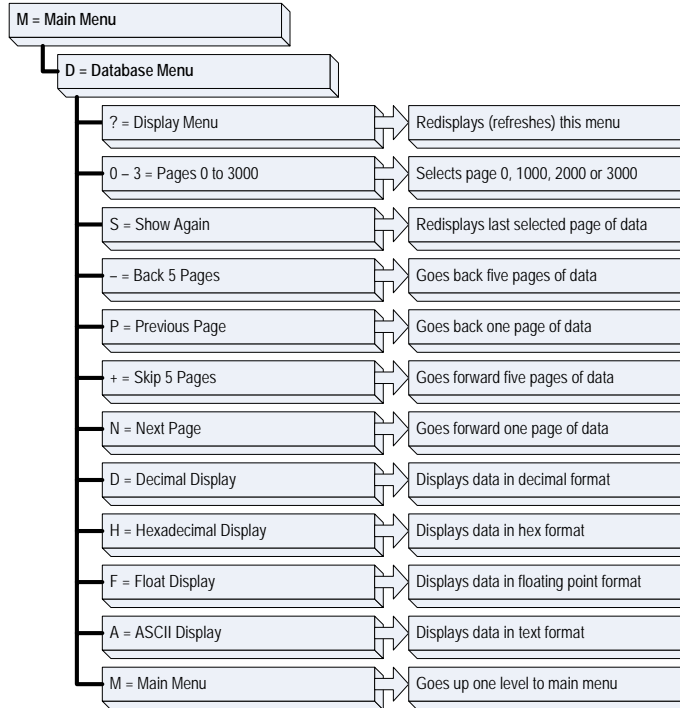 M = Main Menu
D = Database Menu
? = Display Menu
Redisplays (refreshes) this menu
0 – 3 = Pages 0 to 3000
Selects page 0, 1000, 2000 or 3000
S = Show Again
Redisplays last selected page of data
– = Back 5 Pages
Goes back five pages of data
P = Previous Page
Goes back one page of data
+ = Skip 5 Pages
Goes forward five pages of data
N = Next Page
Goes forward one page of data
D = Decimal Display
Displays data in decimal format
H = Hexadecimal Display
Displays data in hex format
F = Float Display
Displays data in floating point format
A = ASCII Display
Displays data in text format
M = Main Menu
Goes up one level to main menu